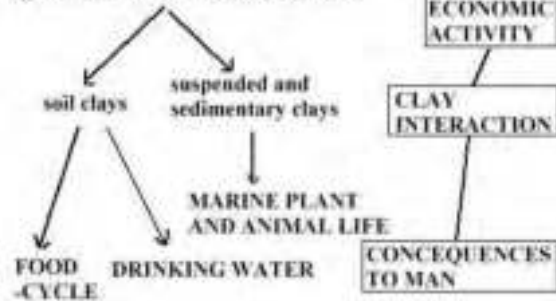 ECONOMIC
ACTIVITY
soil clays
suspended and
sedimentary clays
CLAY
INTERACTION
MARINE PLANT
AND ANIMAL LIFE
FOOD
-CYCLE
DRINKING WATER
CONCEQUENCES
TO MAN